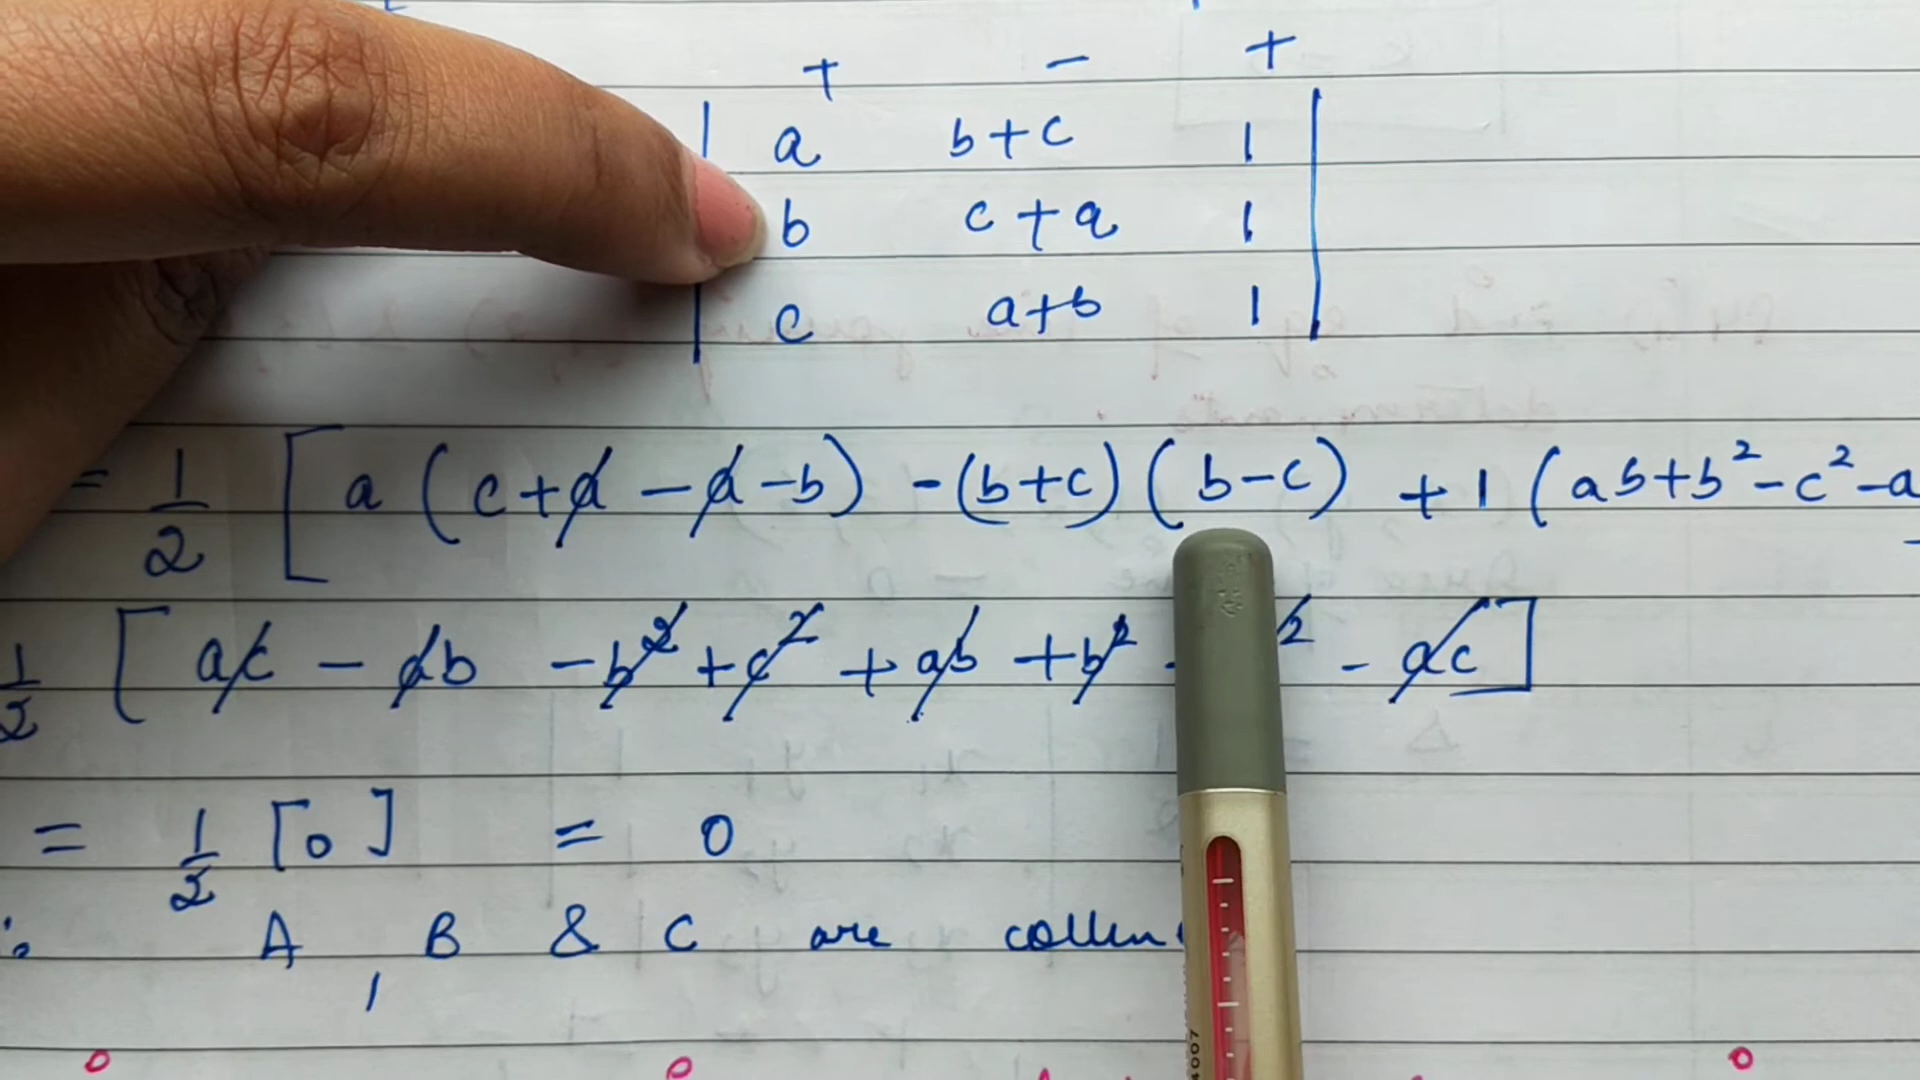 + − +
| a b+c 1 |
b c+a 1
| c a+b 1 |
= 1/2 [ a ( c+a − a −b) −(b+c) ( b−c) + 1 ( ab+b²−c²−a
1/2 [ ac − ab −b² +c² + ab +b² - ² − ac ]
= 1/2 [0] = 0
A, B & C are
4007